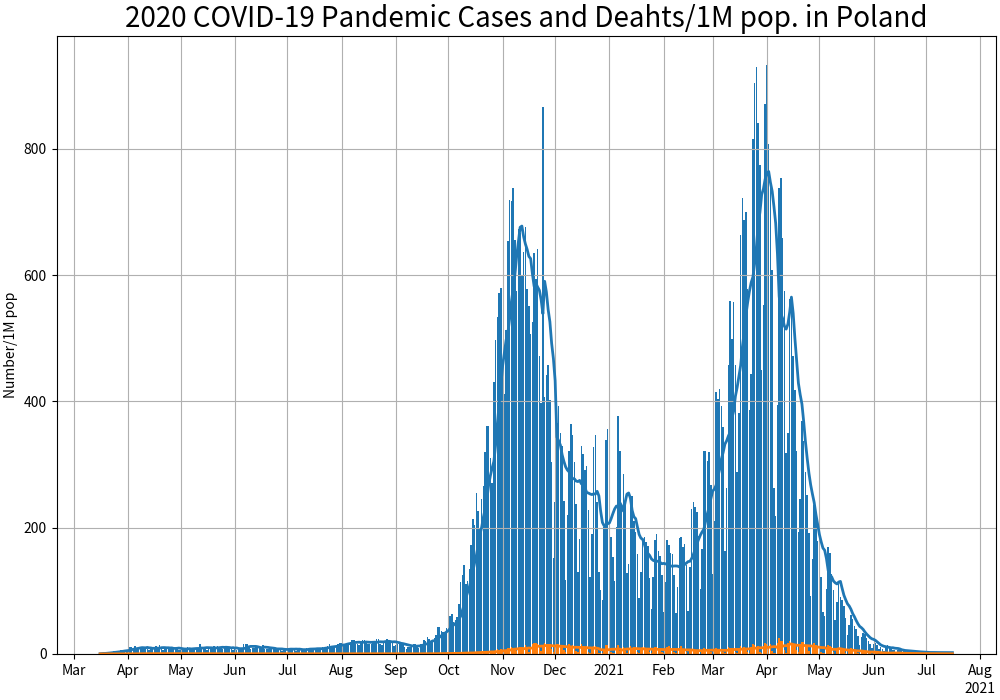 2020 COVID-19 Pandemic Cases and Deahts/1M pop. in Poland
Number/1M pop
800
600
400
200
0
Mar Apr May Jun Jul Aug Sep Oct Nov Dec 2021 Feb Mar Apr May Jun Jul Aug
2021